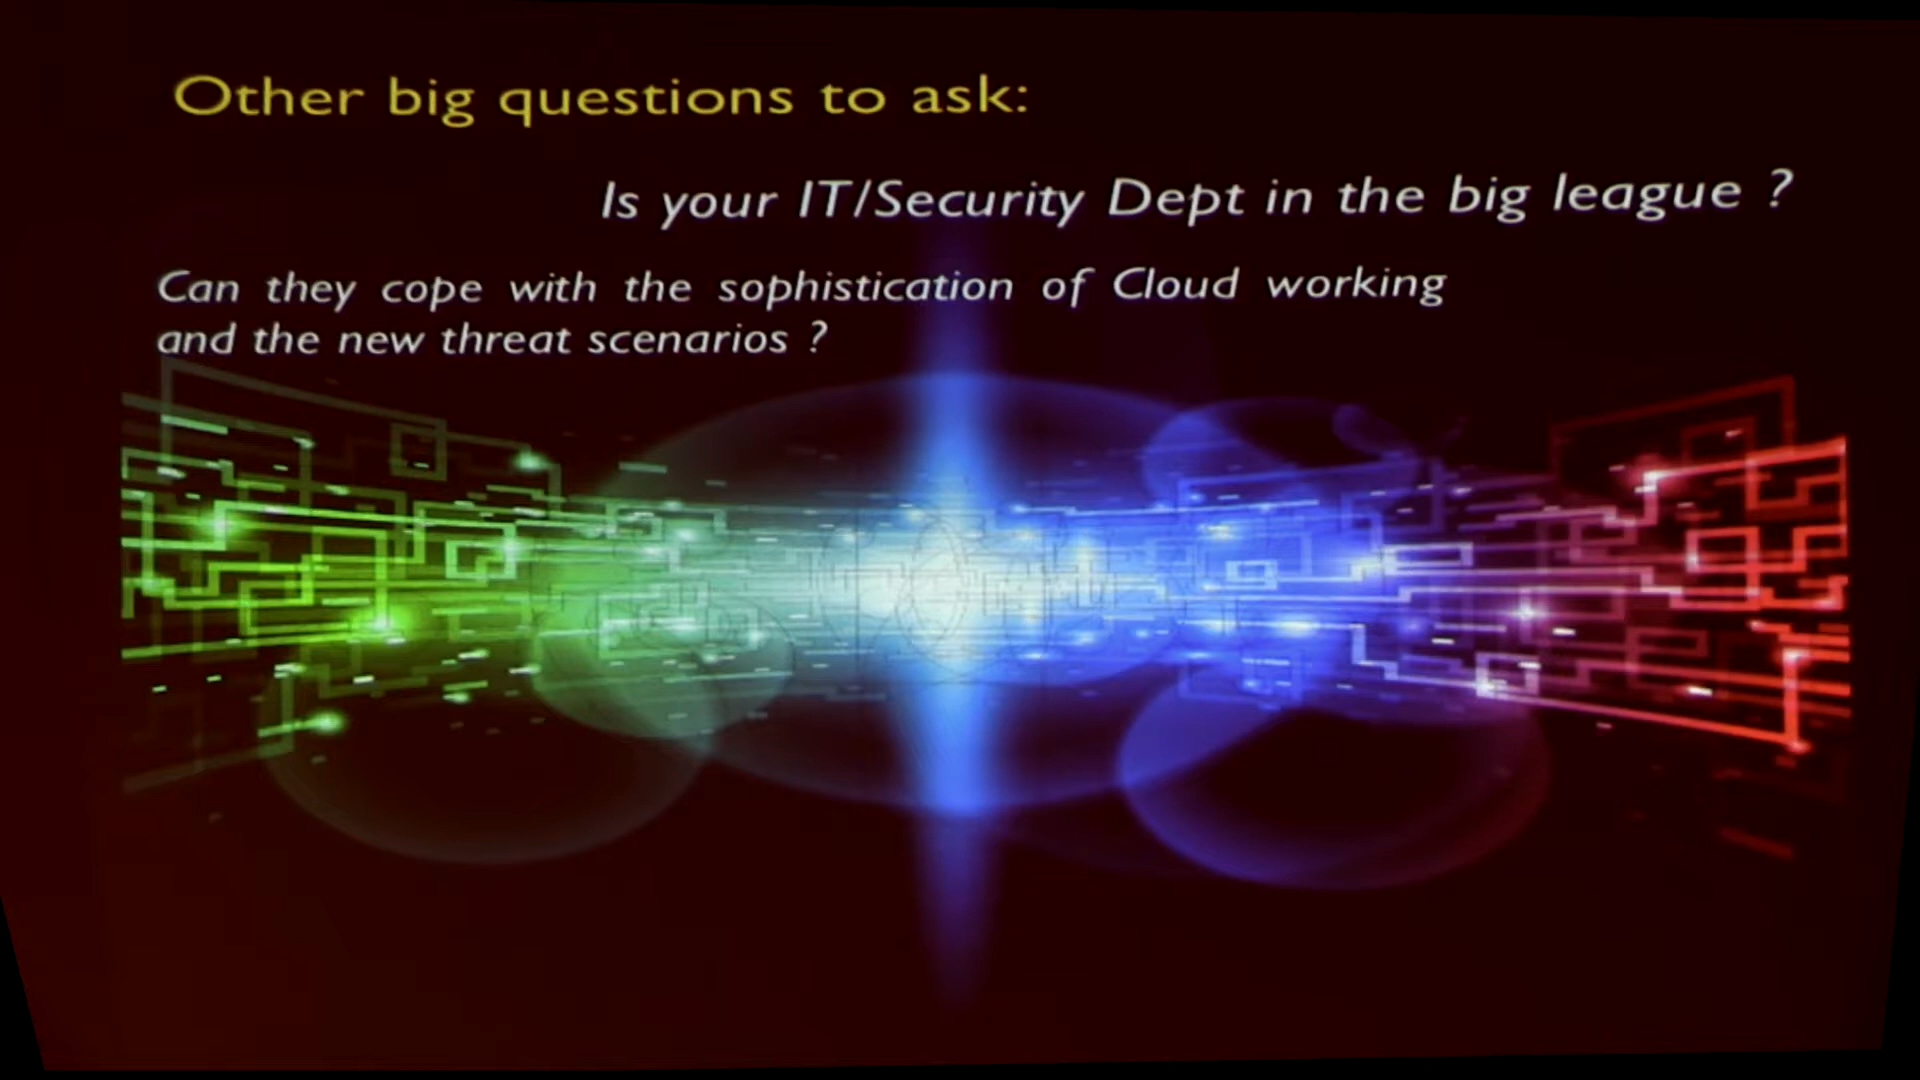 Other big questions to ask:
Is your IT/Security Dept in the big league ?
Can they cope with the sophistication of Cloud working
and the new threat scenarios ?